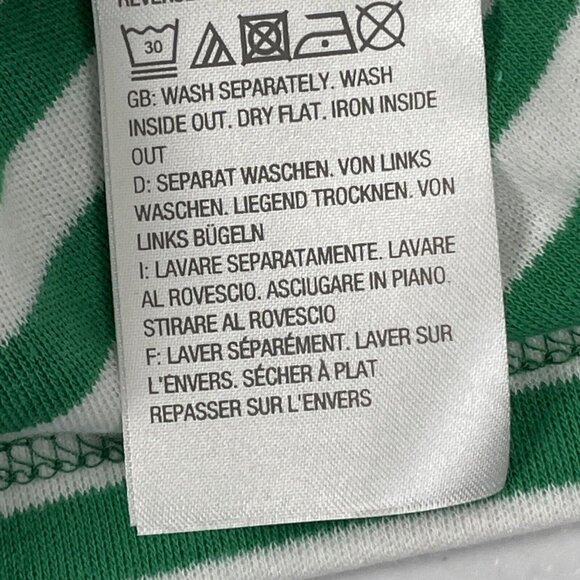 30
GB: WASH SEPARATELY. WASH
INSIDE OUT. DRY FLAT. IRON INSIDE
OUT
D: SEPARAT WASCHEN. VON LINKS
WASCHEN. LIEGEND TROCKNEN. VON
LINKS BÜGELN
I: LAVARE SEPARATAMENTE. LAVARE
AL ROVESCIO. ASCIUGARE IN PIANO.
STIRARE AL ROVESCIO
F: LAVER SÉPARÉMENT. LAVER SUR
L'ENVERS. SÉCHER À PLAT
REPASSER SUR L'ENVERS